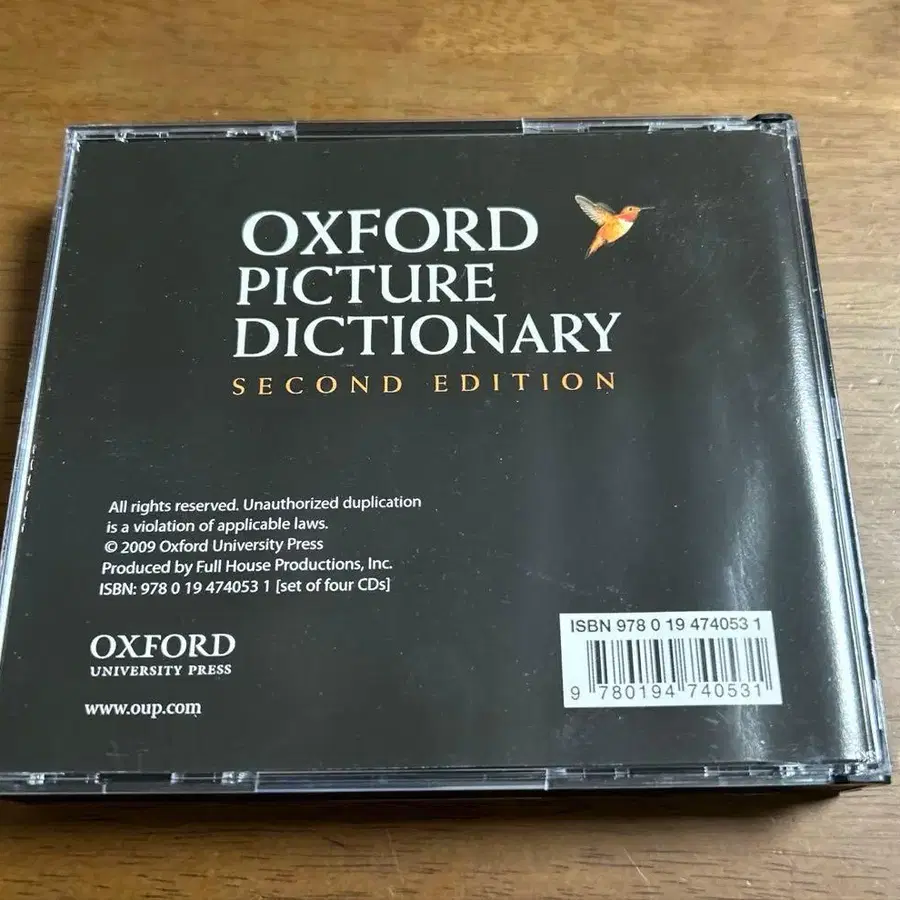 OXFORD
PICTURE
DICTIONARY
SECOND EDITION
All rights reserved. Unauthorized duplication
is a violation of applicable laws.
© 2009 Oxford University Press
Produced by Full House Productions, Inc.
ISBN: 978 0 19 474053 1 [set of four CDs]
OXFORD
UNIVERSITY PRESS
www.oup.com
ISBN 978 0 19 474053 1
9 780194 740531